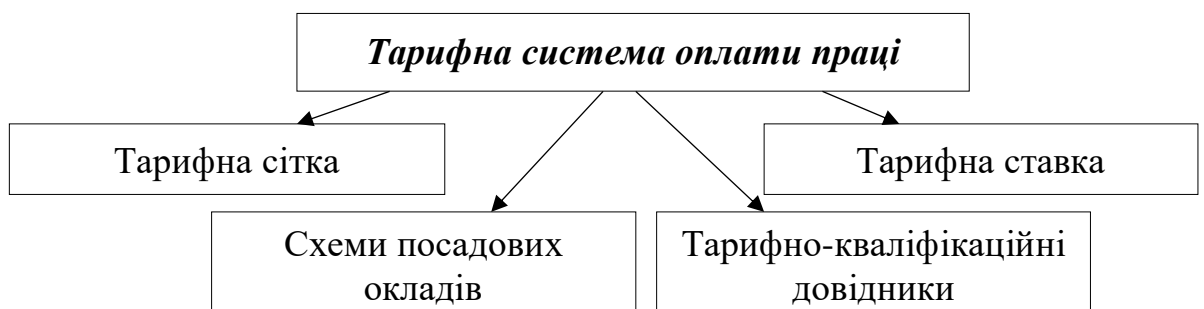 Тарифна система оплати праці
Тарифна сітка
Тарифна ставка
Схеми посадових
окладів
Тарифно-кваліфікаційні
довідники